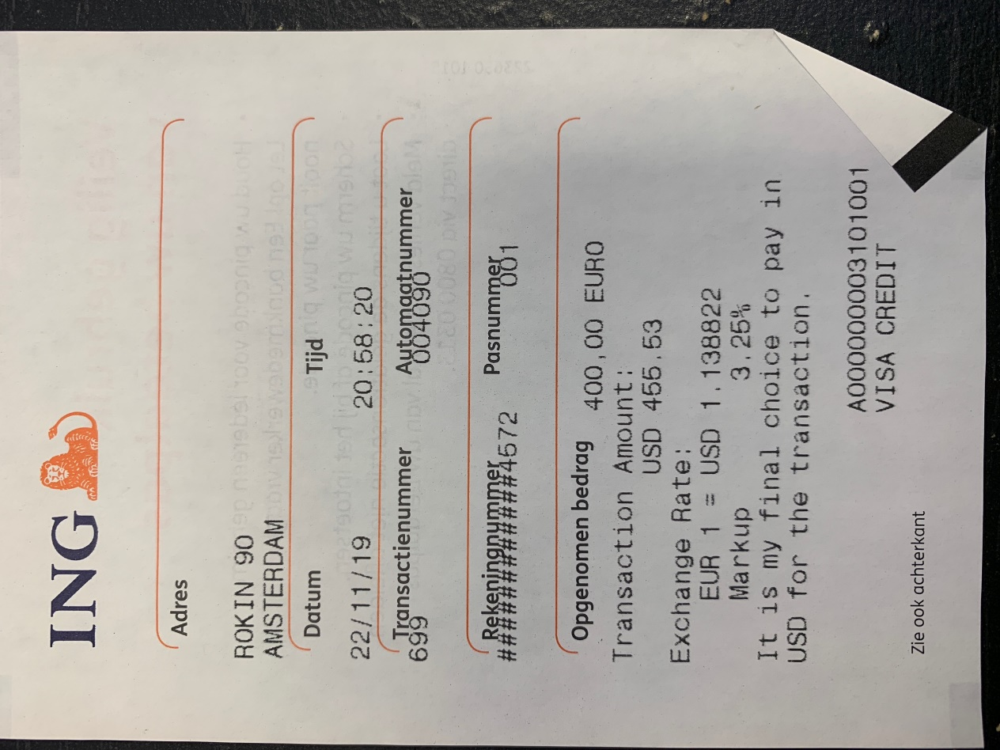 ING
Adres
ROKIN 90
AMSTERDAM
Datum Tijd
22/11/19 20:58:20
Transactienummer Automaatnummer
699 004090
Rekeningnummer Pasnummer
############4572 001
Opgenomen bedrag 400,00 EURO
Transaction Amount:
USD 455.53
Exchange Rate:
EUR 1 = USD 1.138822
Markup 3.25%
It is my final choice to pay in
USD for the transaction.
A000000003101001
VISA CREDIT
Zie ook achterkant